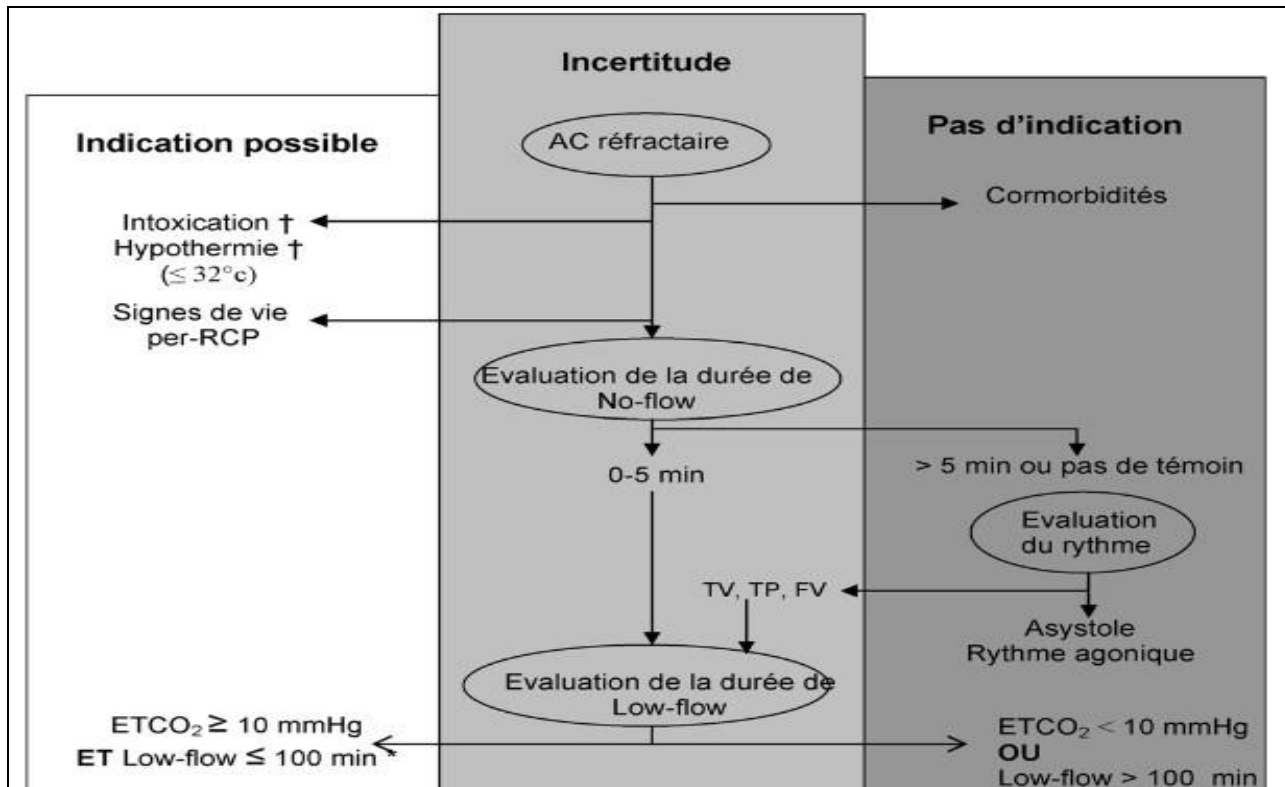 Incertitude
Indication possible
Pas d’indication
AC réfractaire
Cormorbidités
Intoxication †
Hypothermie †
(≤ 32°c)
Signes de vie
per-RCP
Evaluation de la durée de
No-flow
0-5 min
> 5 min ou pas de témoin
Evaluation
du rythme
TV, TP, FV
Asystole
Rythme agonique
Evaluation de la durée de
Low-flow
ETCO₂ ≥ 10 mmHg
ET Low-flow ≤ 100 min *
ETCO₂ < 10 mmHg
OU
Low-flow > 100 min